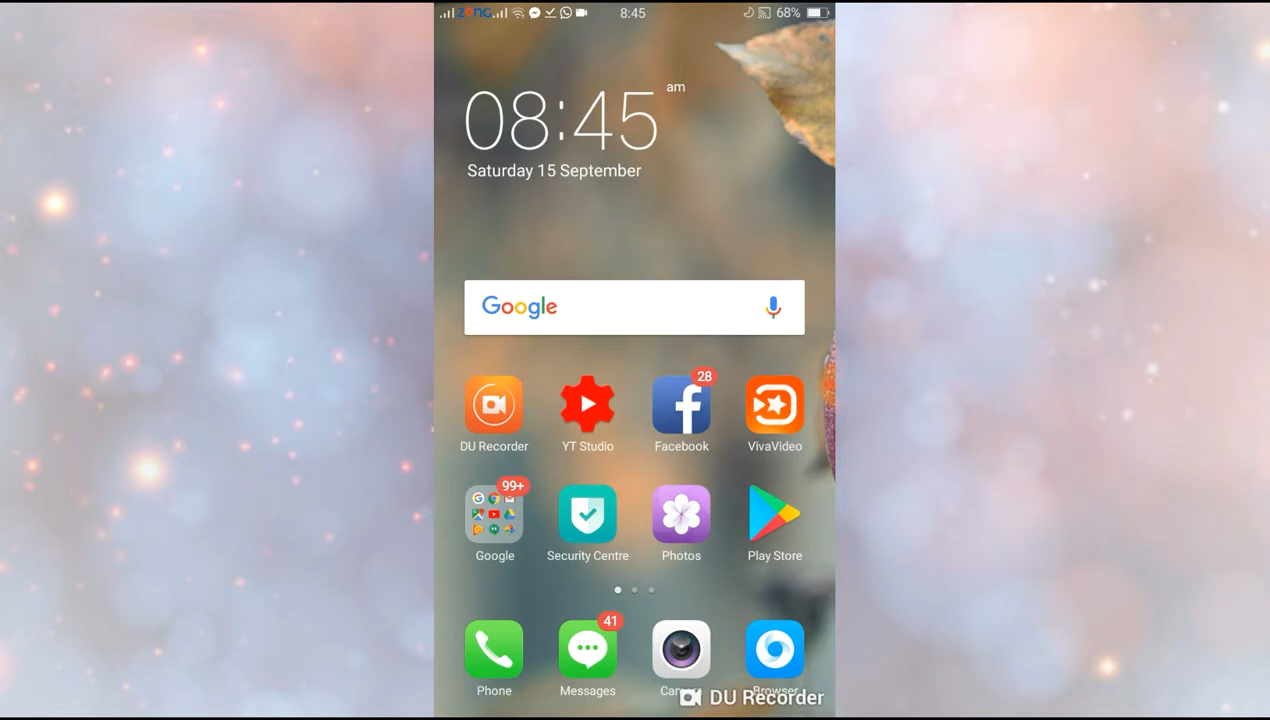 ZONG 8:45 68%
08:45 am
Saturday 15 September
Google
28
DU Recorder YT Studio Facebook VivaVideo
99+
Google Security Centre Photos Play Store
41
Phone Messages Camera Browser
DU Recorder